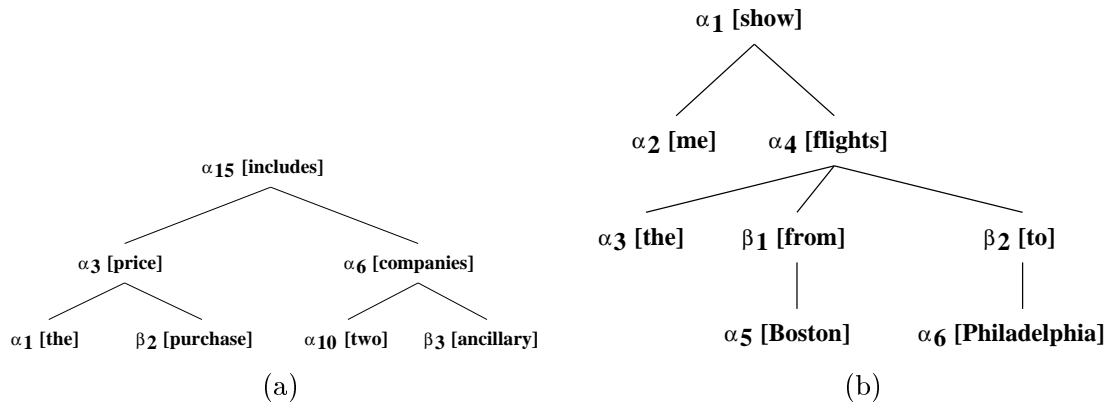 α1 [show]
α2 [me] α4 [flights]
α15 [includes]
α3 [the] β1 [from] β2 [to]
α3 [price] α6 [companies]
α1 [the] β2 [purchase] α10 [two] β3 [ancillary]
α5 [Boston] α6 [Philadelphia]
(a) (b)